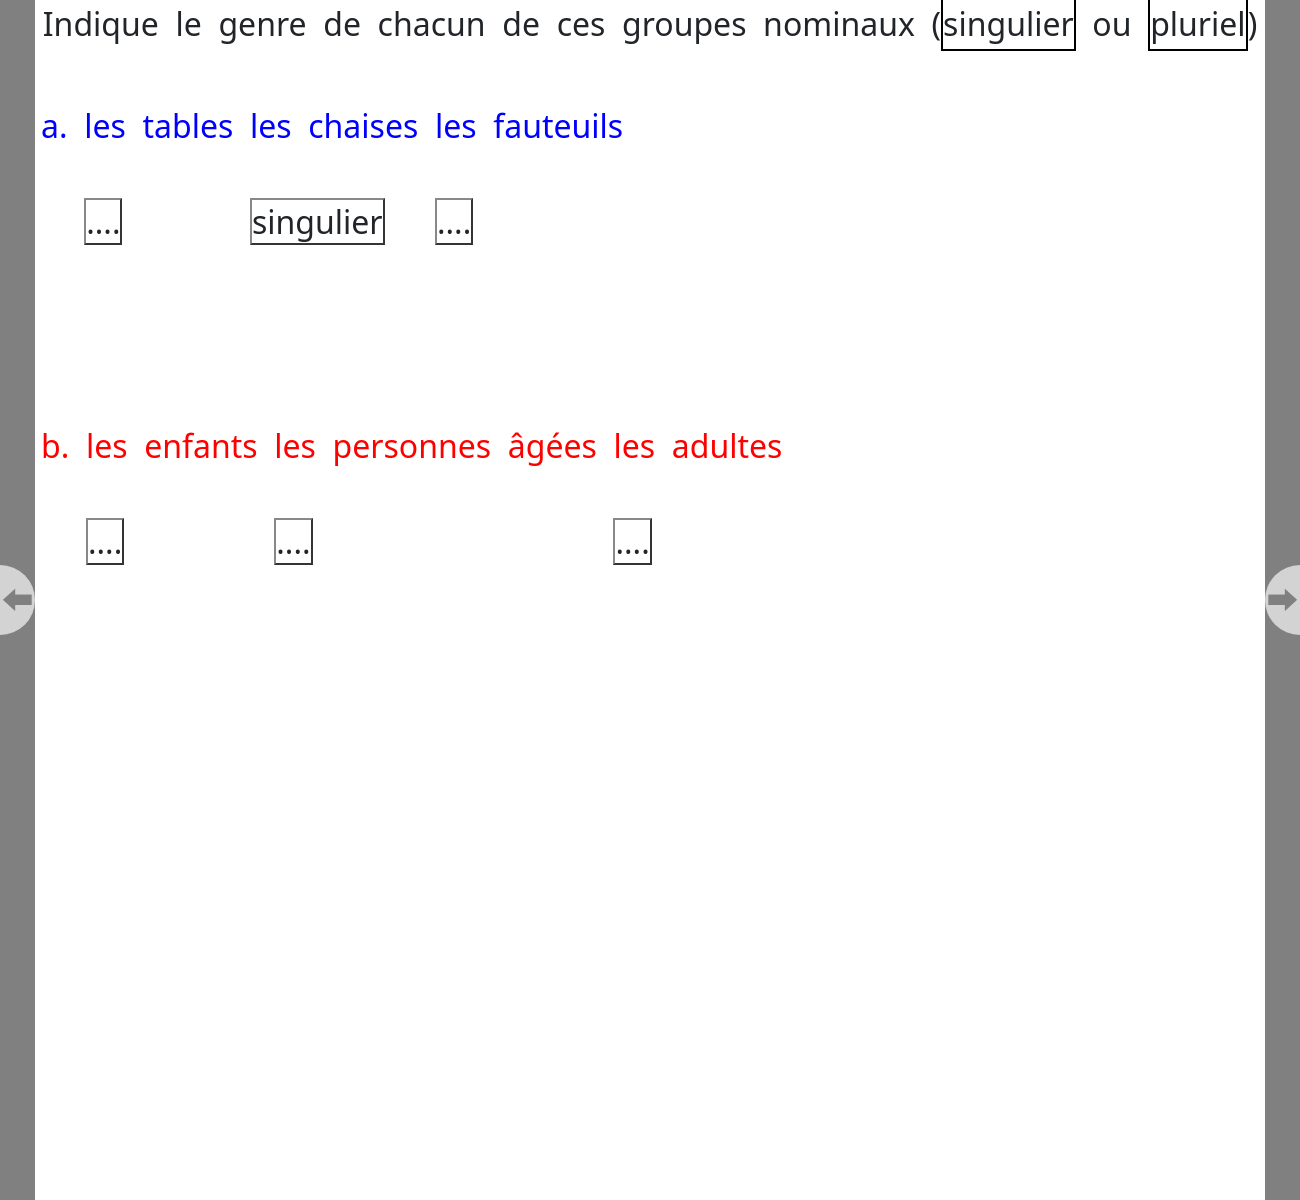 Indique le genre de chacun de ces groupes nominaux (singulier ou pluriel)
a. les tables les chaises les fauteuils
.... singulier ....
b. les enfants les personnes âgées les adultes
.... .... ....